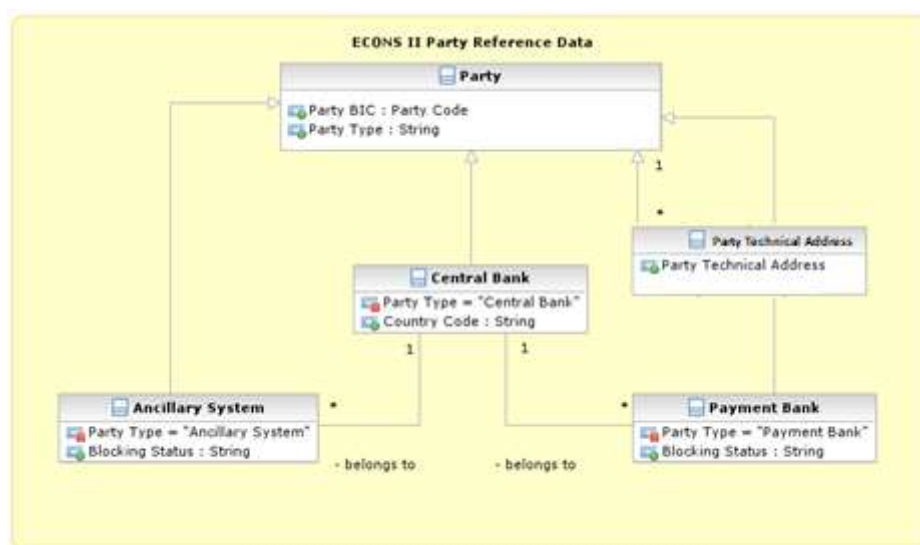 ECONS II Party Reference Data
Party
Party BIC : Party Code
Party Type : String
1
*
Party Technical Address
Party Technical Address
Central Bank
Party Type = "Central Bank"
Country Code : String
1
1
Ancillary System
Party Type = "Ancillary System"
Blocking Status : String
*
- belongs to
*
- belongs to
Payment Bank
Party Type = "Payment Bank"
Blocking Status : String